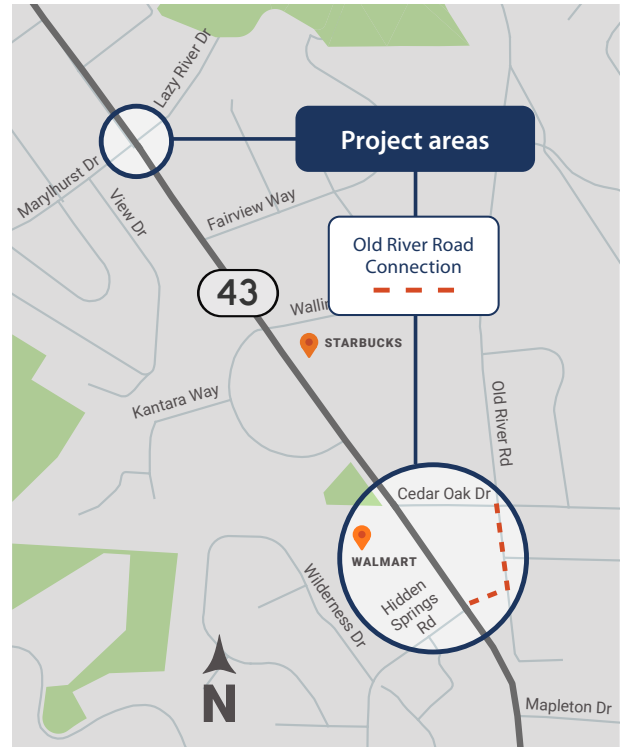 Lazy River Dr
Project areas
Marylhurst Dr
View Dr
Fairview Way
Old River Road
Connection
43
STARBUCKS
Kantara Way
Old River Rd
Cedar Oak Dr
WALMART
Wilderness Dr
Hidden
Springs
Rd
N
Mapleton Dr